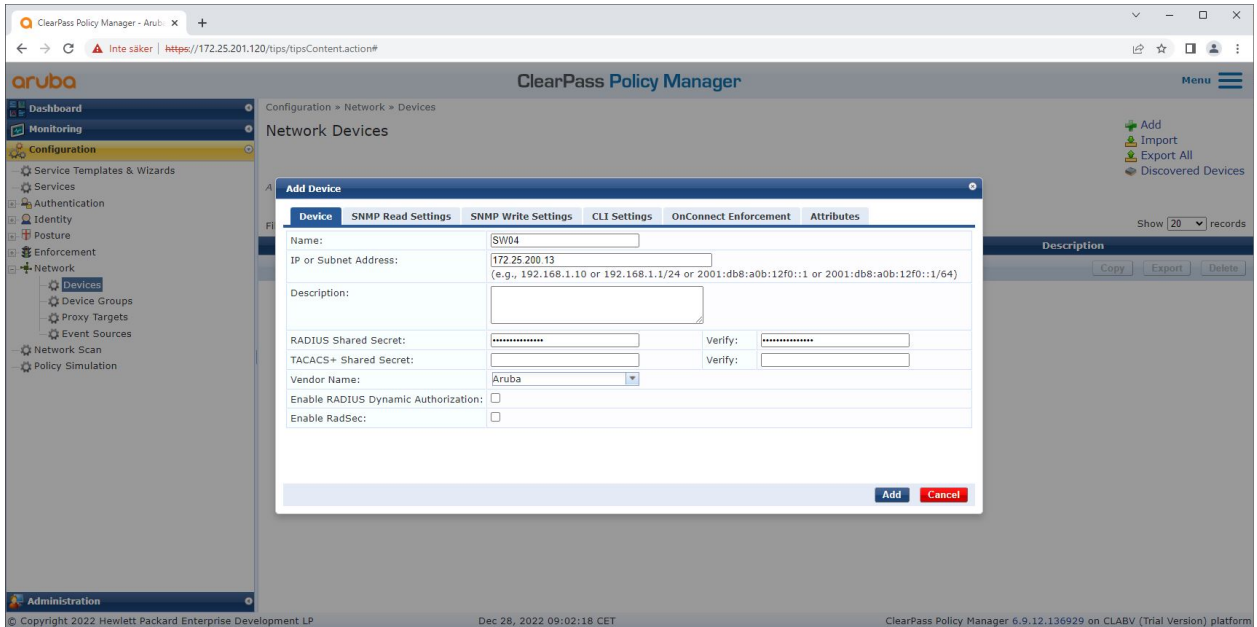 ClearPass Policy Manager - Arub
Inte säker | https://172.25.201.120/tips/tipsContent.action#
aruba
ClearPass Policy Manager
Menu
Dashboard
Monitoring
Configuration
Service Templates & Wizards
Services
Authentication
Identity
Posture
Enforcement
Network
Devices
Device Groups
Proxy Targets
Event Sources
Network Scan
Policy Simulation
Administration
Configuration » Network » Devices
Network Devices
Add
Import
Export All
Discovered Devices
A
Fi
Show 20 records
Description
Copy Export Delete
Add Device
Device SNMP Read Settings SNMP Write Settings CLI Settings OnConnect Enforcement Attributes
Name: SW04
IP or Subnet Address: 172.25.200.13
(e.g., 192.168.1.10 or 192.168.1.1/24 or 2001:db8:a0b:12f0::1 or 2001:db8:a0b:12f0::1/64)
Description:
RADIUS Shared Secret: ••••••••••••••• Verify: •••••••••••••••
TACACS+ Shared Secret: Verify:
Vendor Name: Aruba
Enable RADIUS Dynamic Authorization:
Enable RadSec:
Add Cancel
© Copyright 2022 Hewlett Packard Enterprise Development LP Dec 28, 2022 09:02:18 CET ClearPass Policy Manager 6.9.12.136929 on CLABV (Trial Version) platform